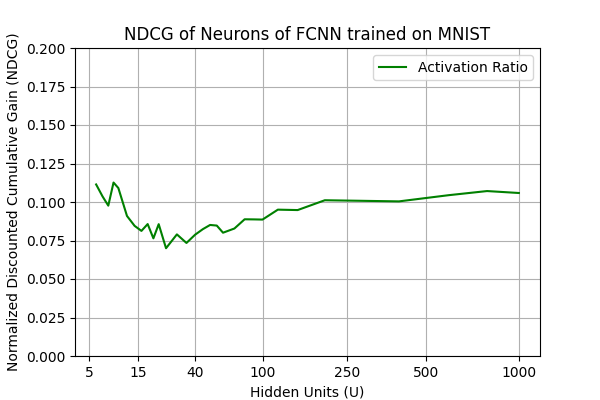 NDCG of Neurons of FCNN trained on MNIST
Normalized Discounted Cumulative Gain (NDCG)
0.200
0.175
0.150
0.125
0.100
0.075
0.050
0.025
0.000
Activation Ratio
5 15 40 100 250 500 1000
Hidden Units (U)